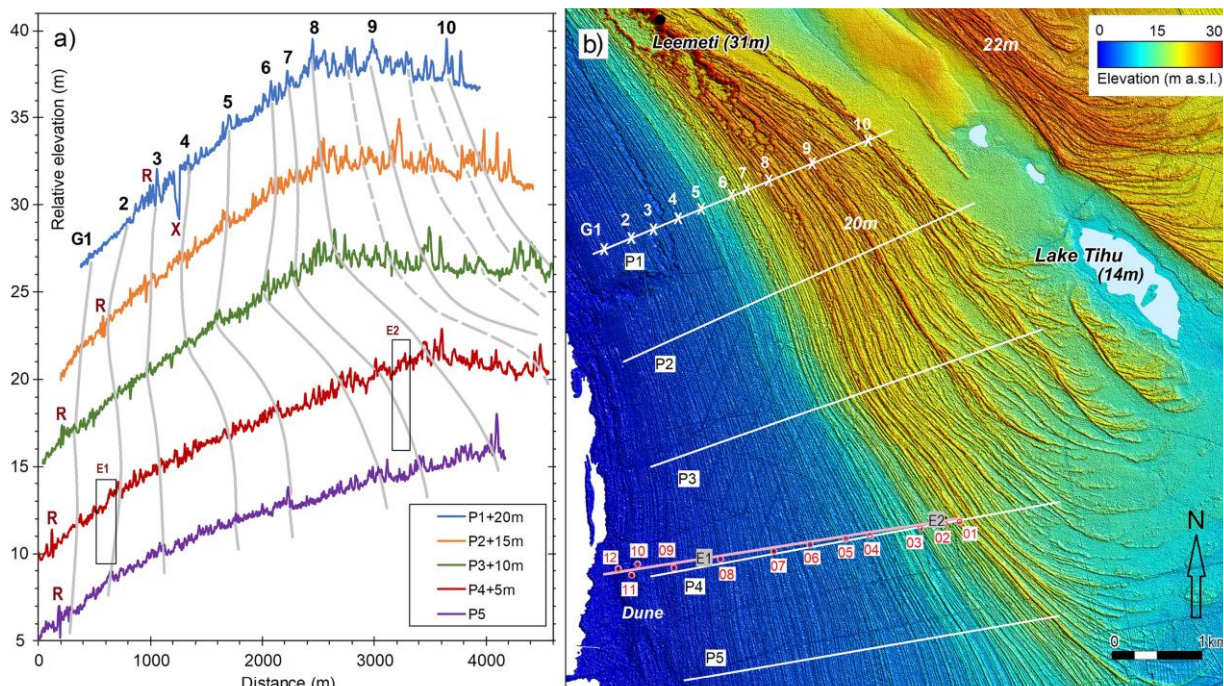 a)
Relative elevation (m)
40
35
30
25
20
15
10
5
0
1000
2000
3000
4000
Distance (m)
G1
2
3
4
5
6
7
8
9
10
R
X
R
R
R
R
E1
E2
P1+20m
P2+15m
P3+10m
P4+5m
P5
b)
Leemeti (31m)
22m
0 15 30
Elevation (m a.s.l.)
G1
2
3
4
5
6
7
8
9
10
20m
Lake Tihu
(14m)
P1
P2
P3
P4
P5
E1
E2
12
10
09
11
08
07
06
05
04
03
02
01
Dune
N
0 1km